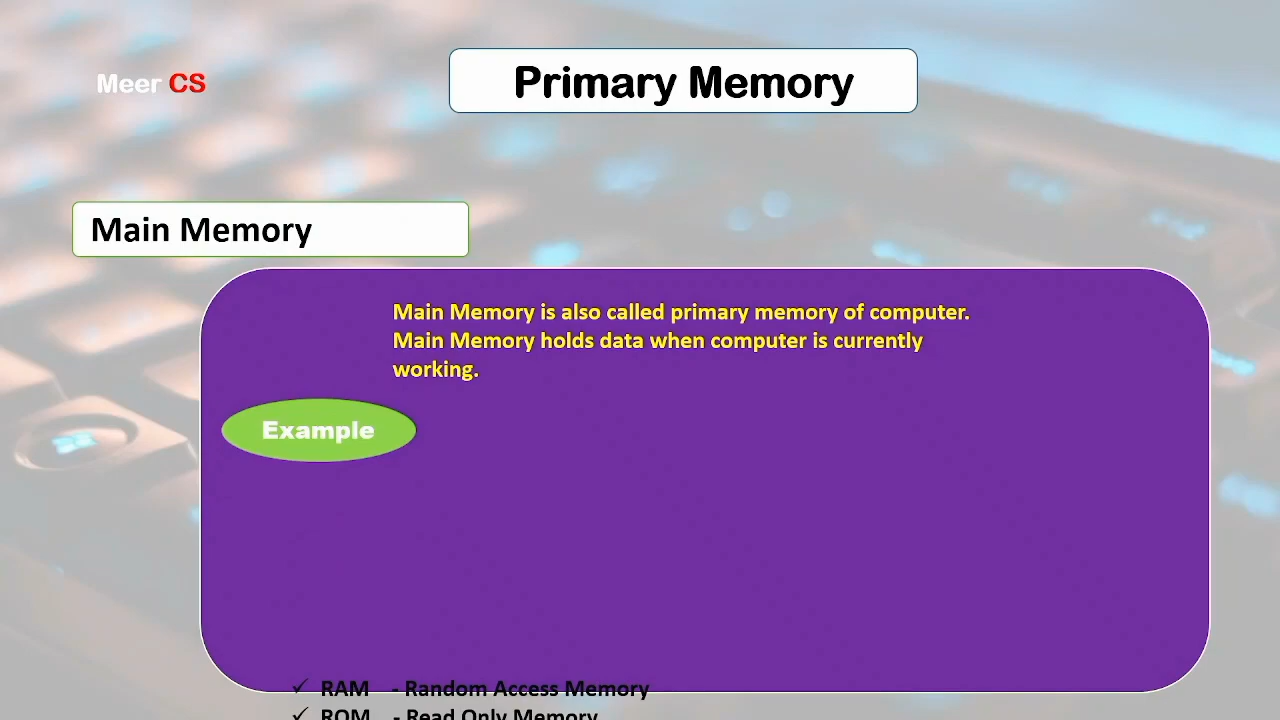 Meer CS
Primary Memory
Main Memory
Main Memory is also called primary memory of computer.
Main Memory holds data when computer is currently
working.
Example
✓ RAM - Random Access Memory
✓ ROM - Read Only Memory